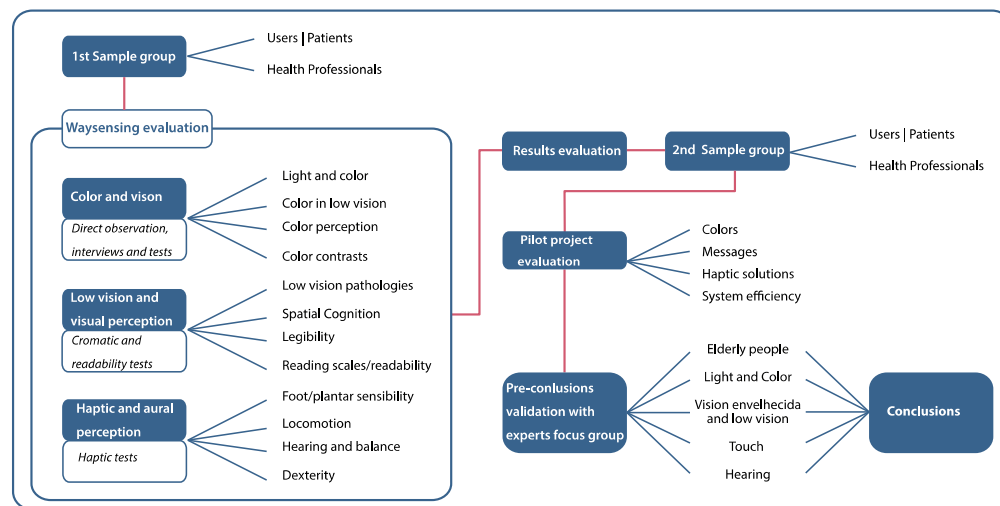 1st Sample group
Users | Patients
Health Professionals
Waysensing evaluation
Color and vison
Direct observation,
interviews and tests
Light and color
Color in low vision
Color perception
Color contrasts
Low vision and
visual perception
Cromatic and
readability tests
Low vision pathologies
Spatial Cognition
Legibility
Reading scales/readability
Haptic and aural
perception
Haptic tests
Foot/plantar sensibility
Locomotion
Hearing and balance
Dexterity
Results evaluation
2nd Sample group
Users | Patients
Health Professionals
Pilot project
evaluation
Colors
Messages
Haptic solutions
System efficiency
Pre-conlusions
validation with
experts focus group
Elderly people
Light and Color
Vision envelhecida
and low vision
Touch
Hearing
Conclusions